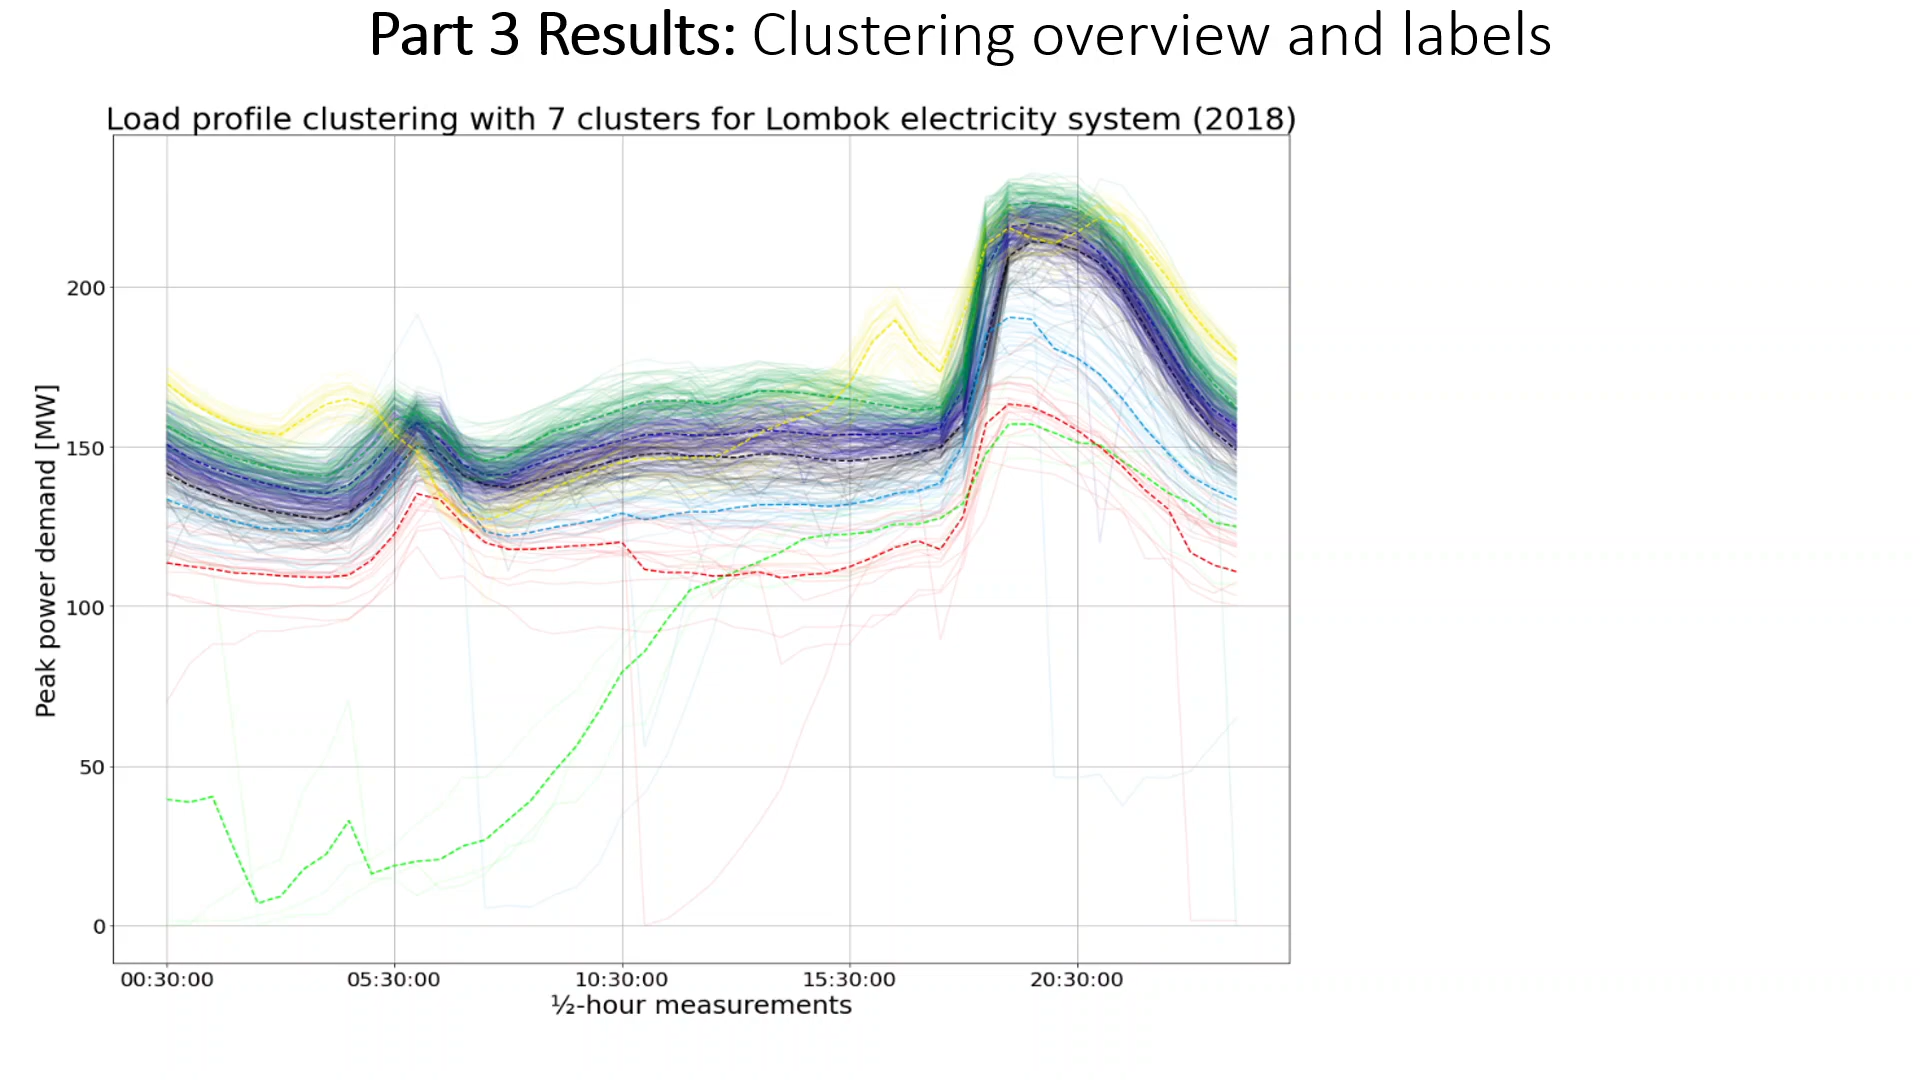 Part 3 Results: Clustering overview and labels
Load profile clustering with 7 clusters for Lombok electricity system (2018)
Peak power demand [MW]
200
150
100
50
0
00:30:00 05:30:00 10:30:00 15:30:00 20:30:00
½-hour measurements